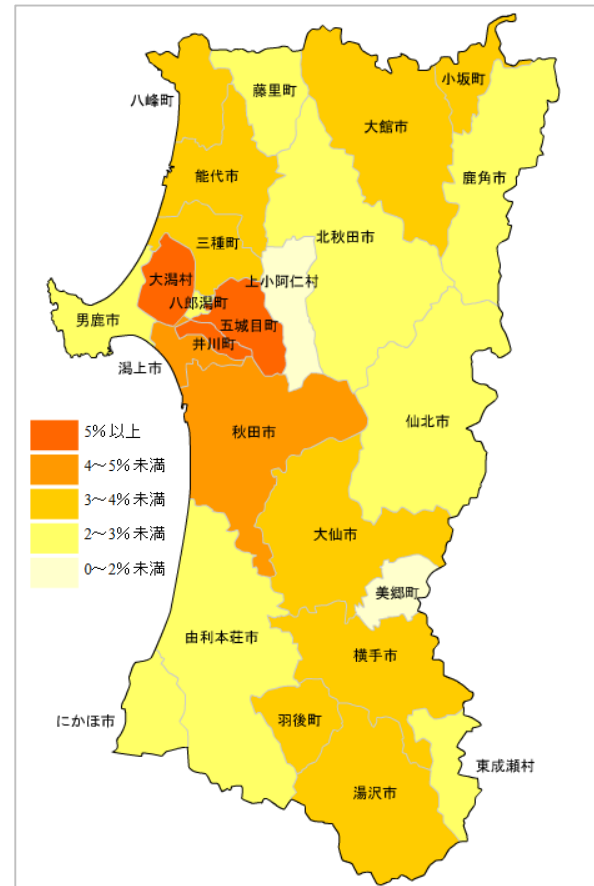 小坂町
藤里町
八峰町
大館市
能代市
鹿角市
北秋田市
三種町
大潟村
上小阿仁村
八郎潟町
男鹿市
五城目町
井川町
潟上市
仙北市
5%以上
秋田市
4～5%未満
3～4%未満
大仙市
2～3%未満
0～2%未満
美郷町
由利本荘市
横手市
にかほ市
羽後町
東成瀬村
湯沢市